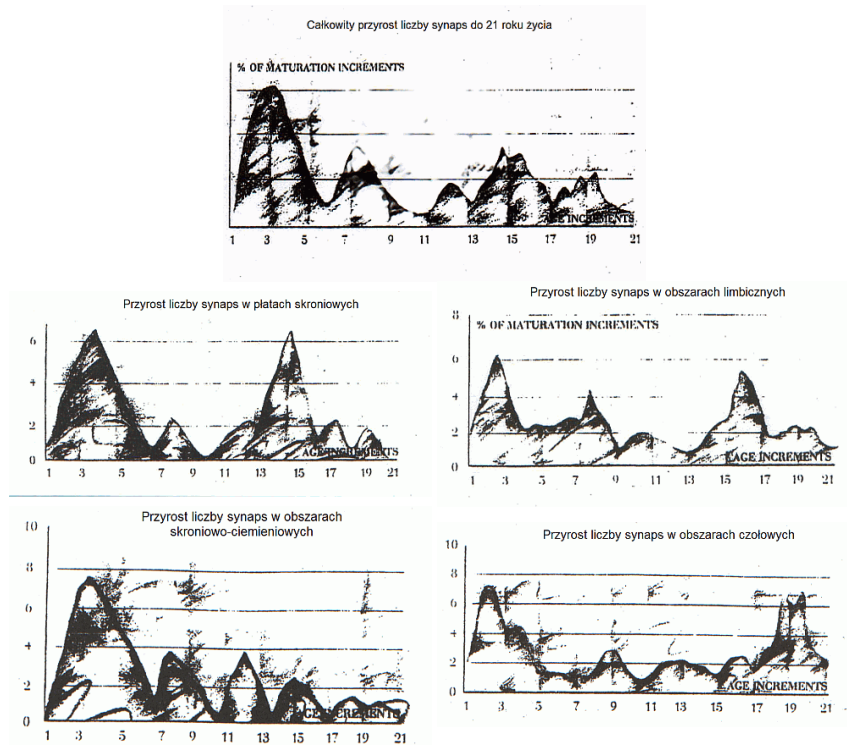 Całkowity przyrost liczby synaps do 21 roku życia
% OF MATURATION INCREMENTS
AGE INCREMENTS
1 3 5 7 9 11 13 15 17 19 21
Przyrost liczby synaps w płatach skroniowych
6
4
2
0
AGE INCREMENTS
1 3 5 7 9 11 13 15 17 19 21
Przyrost liczby synaps w obszarach limbicznych
8
% OF MATURATION INCREMENTS
6
4
2
0
AGE INCREMENTS
1 3 5 7 9 11 13 15 17 19 21
Przyrost liczby synaps w obszarach
skroniowo-ciemieniowych
10
8
6
4
2
0
AGE INCREMENTS
1 3 5 7 9 11 13 15 17 19 21
Przyrost liczby synaps w obszarach czołowych
10
8
6
4
2
0
AGE INCREMENTS
1 3 5 7 9 11 13 15 17 19 21